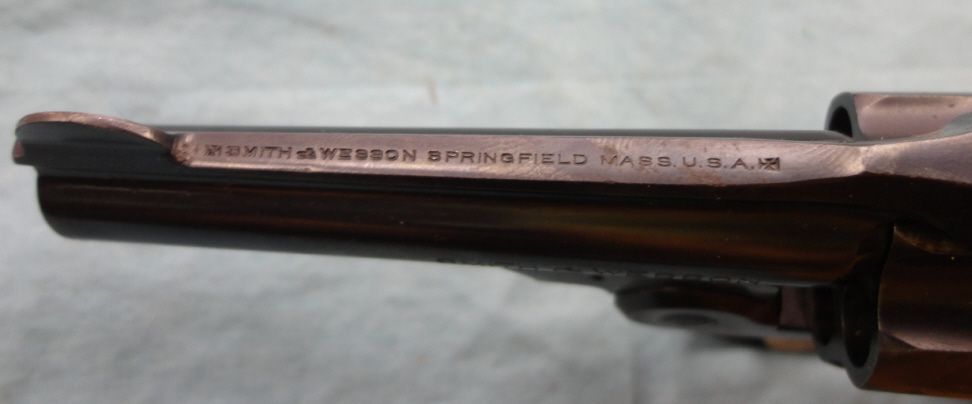 SMITH & WESSON SPRINGFIELD MASS. U.S.A.